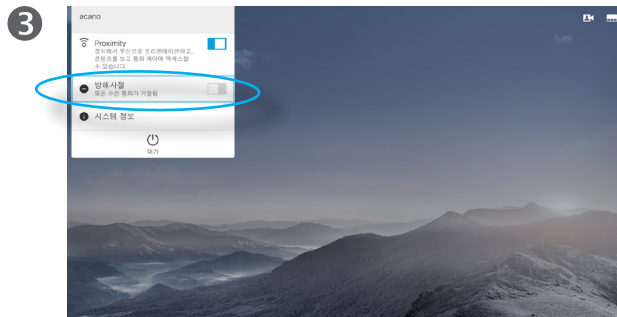 3
acano
Proximity
장치에서 무선으로 프리젠테이션하고,
콘텐츠를 보고 통화 제어에 액세스할
수 있습니다.
방해 사절
모든 수신 통화가 거절됨
시스템 정보
대기